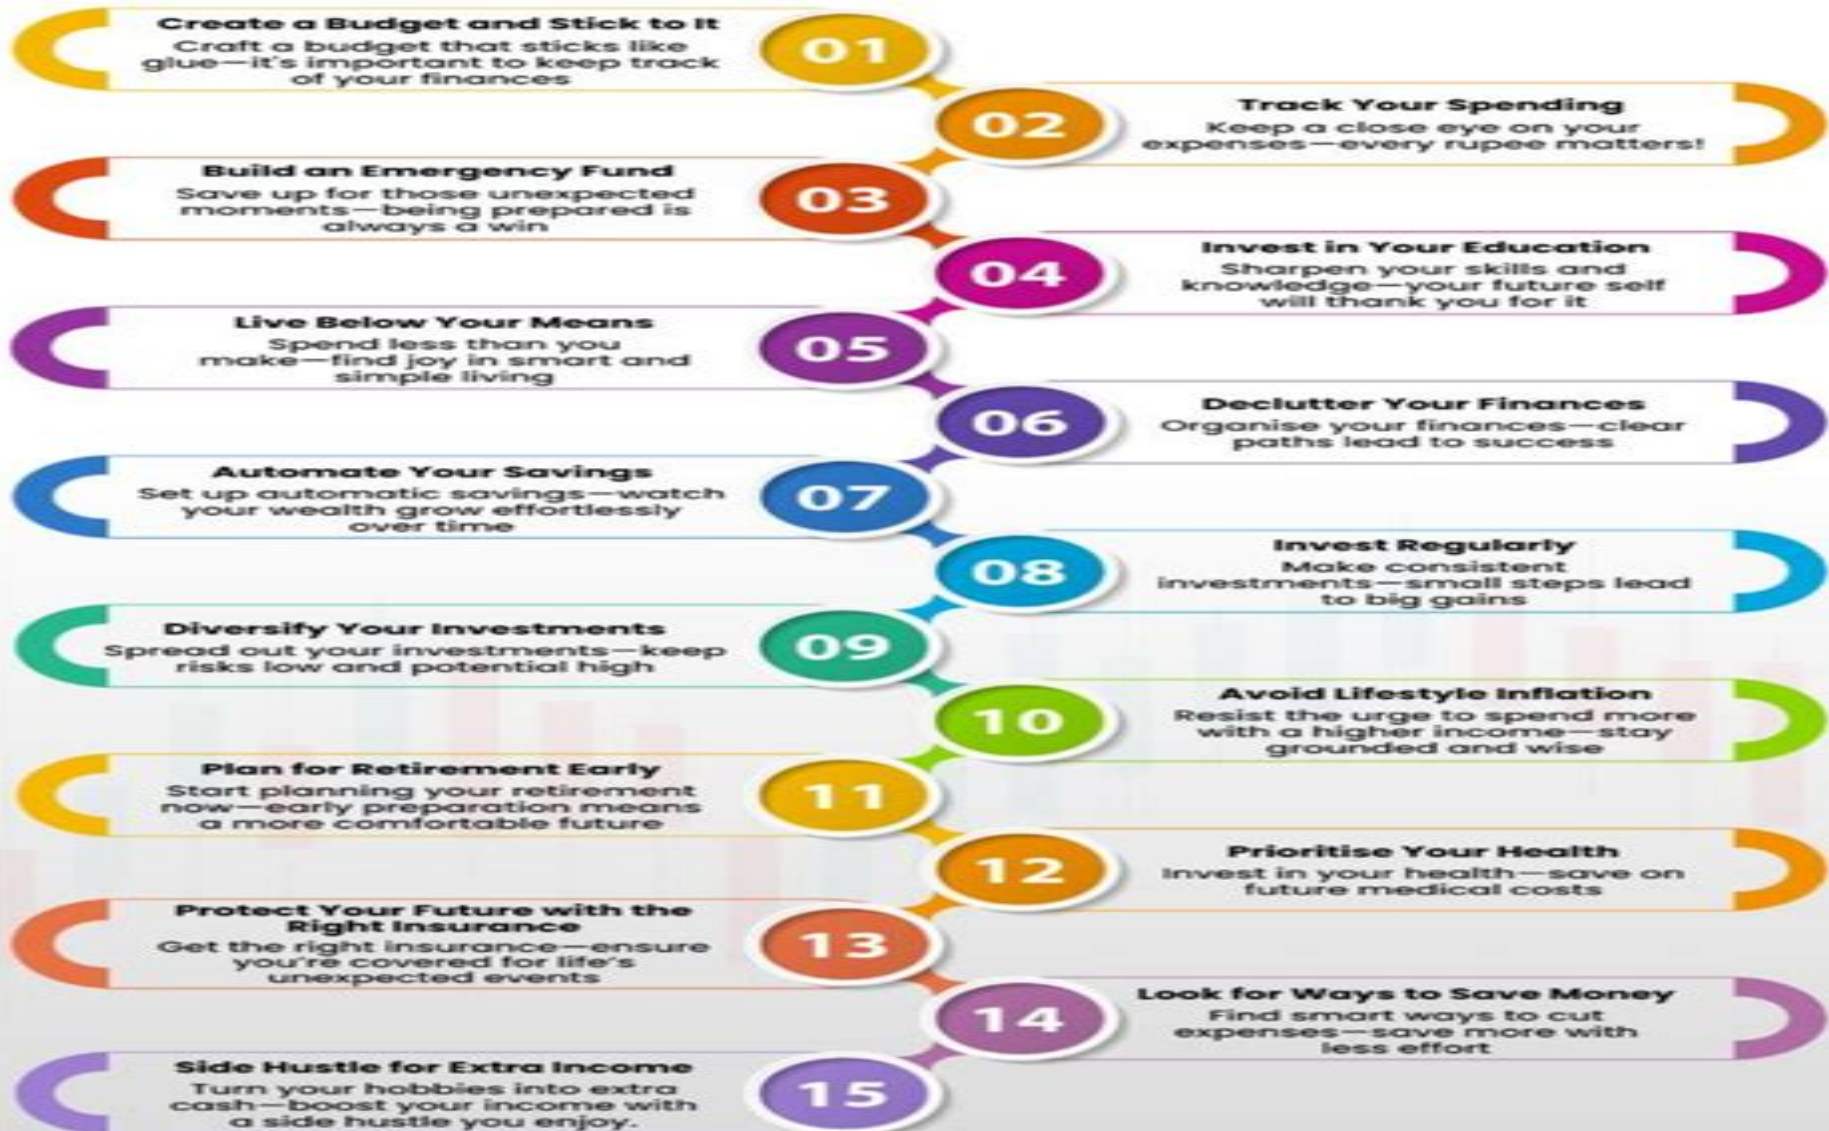 Create a Budget and Stick to It
Craft a budget that sticks like
glue—it's important to keep track
of your finances
01
02
Track Your Spending
Keep a close eye on your
expenses—every rupee matters!
Build an Emergency Fund
Save up for those unexpected
moments—being prepared is
always a win
03
04
Invest in Your Education
Sharpen your skills and
knowledge—your future self
will thank you for it
Live Below Your Means
Spend less than you
make—find joy in smart and
simple living
05
06
Declutter Your Finances
Organise your finances—clear
paths lead to success
Automate Your Savings
Set up automatic savings—watch
your wealth grow effortlessly
over time
07
08
Invest Regularly
Make consistent
investments—small steps lead
to big gains
Diversify Your Investments
Spread out your investments—keep
risks low and potential high
09
10
Avoid Lifestyle Inflation
Resist the urge to spend more
with a higher income—stay
grounded and wise
Plan for Retirement Early
Start planning your retirement
now—early preparation means
a more comfortable future
11
12
Prioritise Your Health
Invest in your health—save on
future medical costs
Protect Your Future with the
Right Insurance
Get the right insurance—ensure
you're covered for life's
unexpected events
13
14
Look for Ways to Save Money
Find smart ways to cut
expenses—save more with
less effort
Side Hustle for Extra Income
Turn your hobbies into extra
cash—boost your income with
a side hustle you enjoy.
15